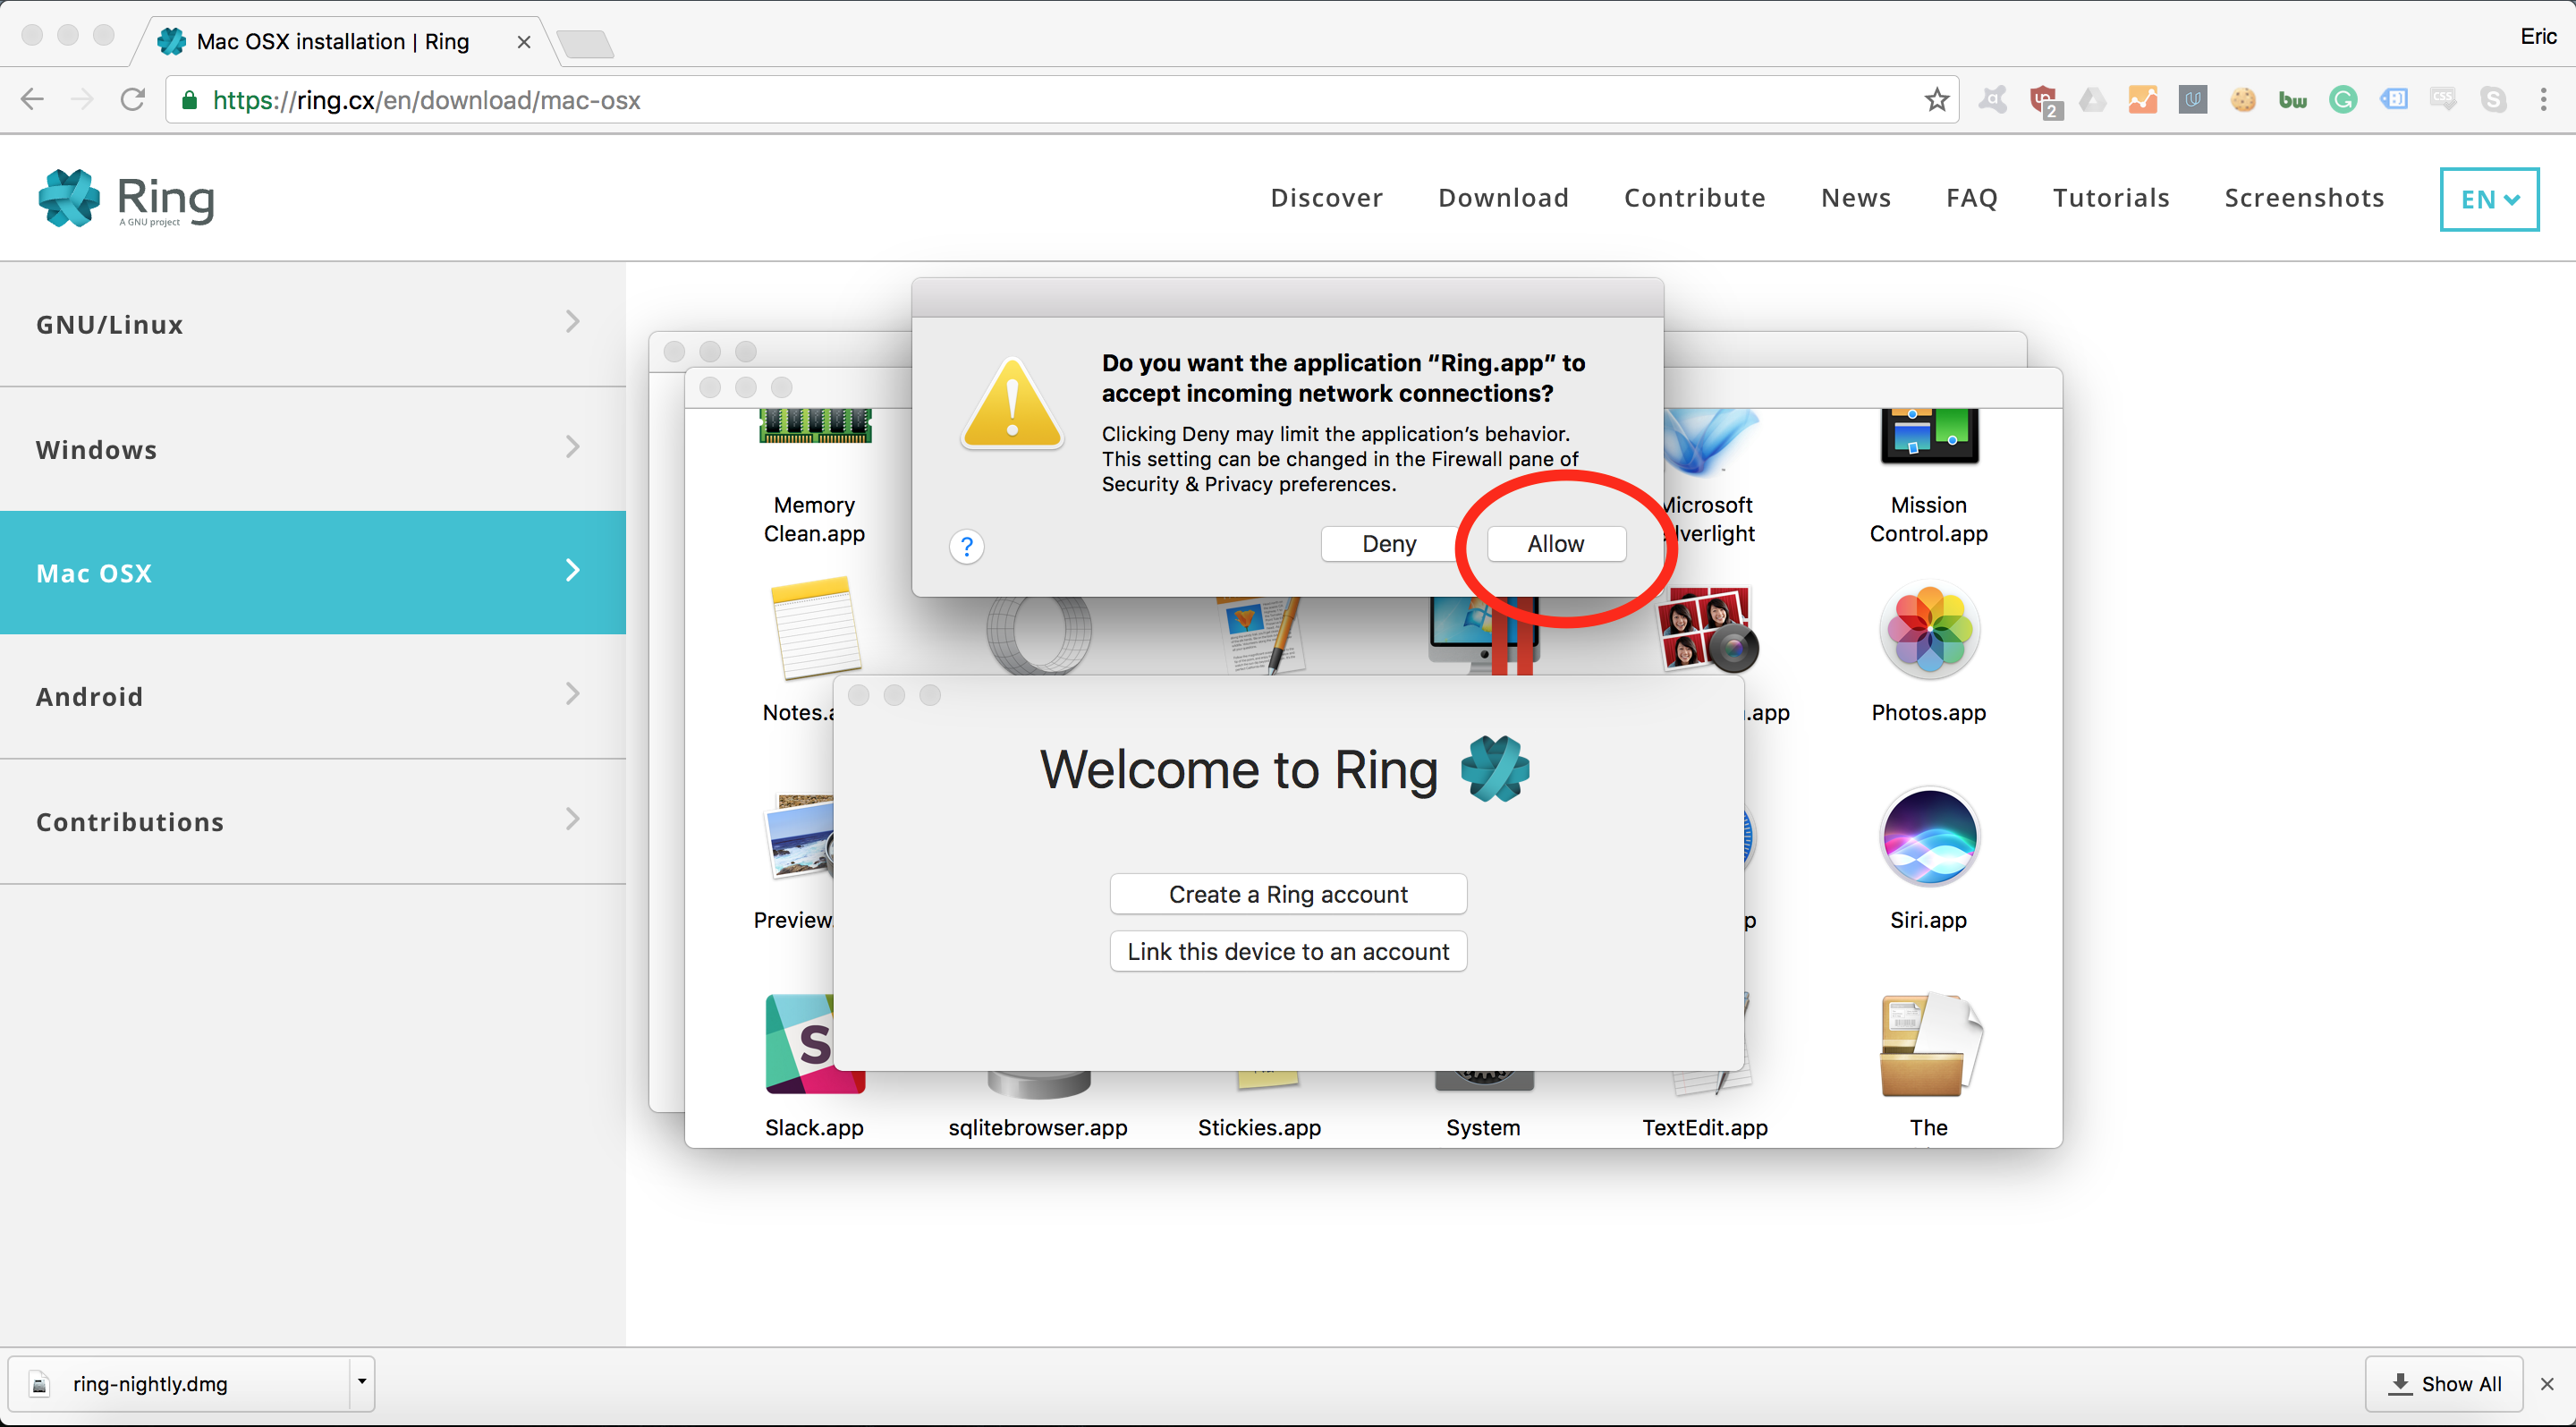 Mac OSX installation | Ring
Eric
https://ring.cx/en/download/mac-osx
2
bw
CSS
Ring
A GNU project
Discover
Download
Contribute
News
FAQ
Tutorials
Screenshots
EN
GNU/Linux
Windows
Mac OSX
Android
Contributions
Do you want the application “Ring.app” to
accept incoming network connections?
Clicking Deny may limit the application’s behavior.
This setting can be changed in the Firewall pane of
Security & Privacy preferences.
?
Deny
Allow
Memory
Clean.app
Microsoft
lverlight
Mission
Control.app
Notes.a
.app
Photos.app
Welcome to Ring
Create a Ring account
Link this device to an account
Preview.
p
Siri.app
S
Slack.app
sqlitebrowser.app
Stickies.app
System
TextEdit.app
The
ring-nightly.dmg
Show All